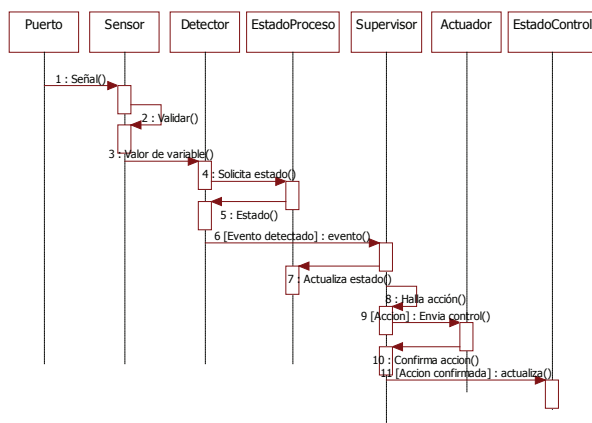 Puerto
Sensor
Detector
EstadoProceso
Supervisor
Actuador
EstadoControl
1 : Señal()
2 : Validar()
3 : Valor de variable()
4 : Solicita estado()
5 : Estado()
6 [Evento detectado] : evento()
7 : Actualiza estado()
8 : Halla acción()
9 [Accion] : Envia control()
10 : Confirma accion()
11 [Accion confirmada] : actualiza()